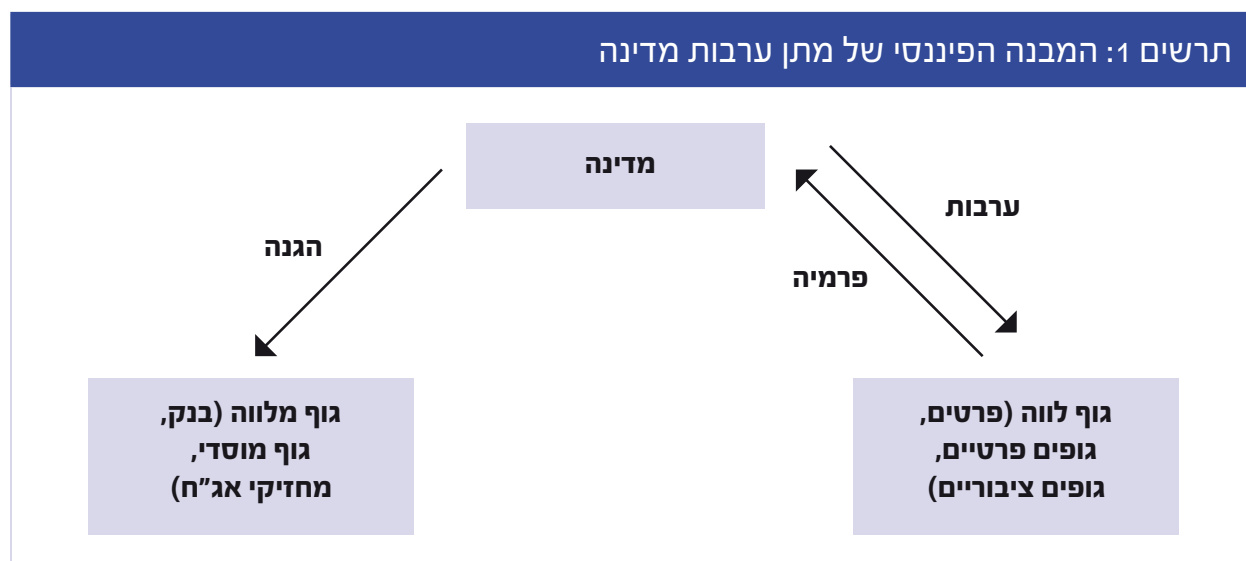 תרשים 1: המבנה הפיננסי של מתן ערבות מדינה
מדינה
ערבות
פרמיה
הגנה
גוף לווה (פרטים,
גופים פרטיים,
גופים ציבוריים)
גוף מלווה (בנק,
גוף מוסדי,
מחזיקי אג"ח)